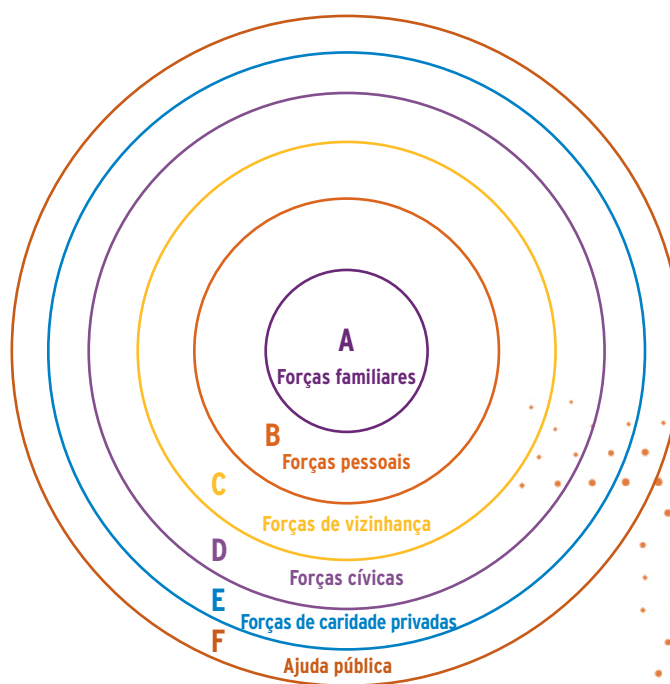 A
Forças familiares
B
Forças pessoais
C
Forças de vizinhança
D
Forças cívicas
E
Forças de caridade privadas
F
Ajuda pública